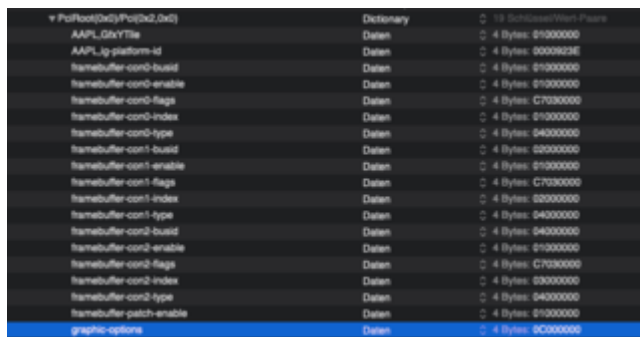 PciRoot(0x0)/Pci(0x2,0x0) Dictionary 19 Schlüssel/Wert-Paare
AAPL,GfxYTile Daten 4 Bytes: 01000000
AAPL,ig-platform-id Daten 4 Bytes: 0000923E
framebuffer-con0-busid Daten 4 Bytes: 01000000
framebuffer-con0-enable Daten 4 Bytes: 01000000
framebuffer-con0-flags Daten 4 Bytes: C7030000
framebuffer-con0-index Daten 4 Bytes: 01000000
framebuffer-con0-type Daten 4 Bytes: 04000000
framebuffer-con1-busid Daten 4 Bytes: 02000000
framebuffer-con1-enable Daten 4 Bytes: 01000000
framebuffer-con1-flags Daten 4 Bytes: C7030000
framebuffer-con1-index Daten 4 Bytes: 02000000
framebuffer-con1-type Daten 4 Bytes: 04000000
framebuffer-con2-busid Daten 4 Bytes: 04000000
framebuffer-con2-enable Daten 4 Bytes: 01000000
framebuffer-con2-flags Daten 4 Bytes: C7030000
framebuffer-con2-index Daten 4 Bytes: 03000000
framebuffer-con2-type Daten 4 Bytes: 04000000
framebuffer-patch-enable Daten 4 Bytes: 01000000
graphic-options Daten 4 Bytes: 0C000000